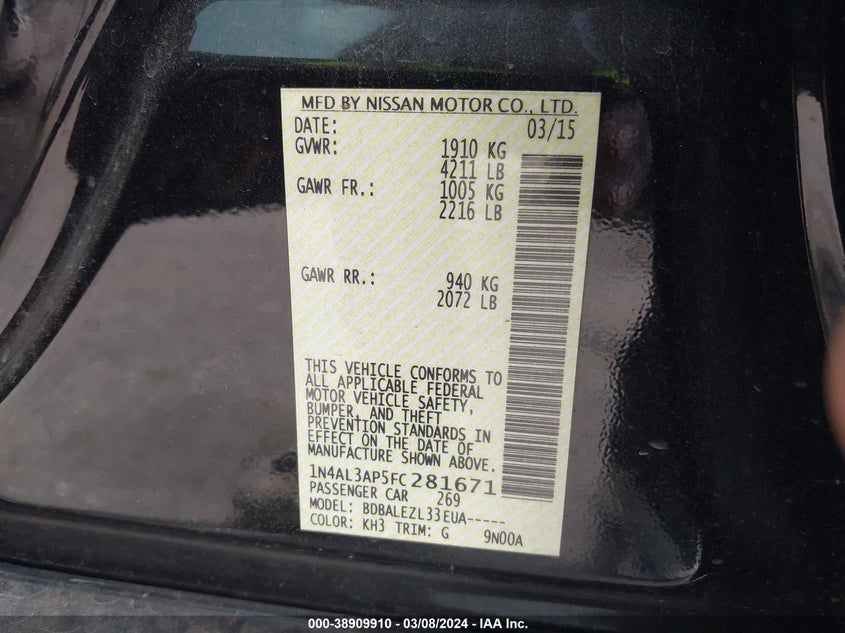 MFD BY NISSAN MOTOR CO., LTD.
DATE: 03/15
GVWR: 1910 KG
4211 LB
GAWR FR.: 1005 KG
2216 LB
GAWR RR.: 940 KG
2072 LB
THIS VEHICLE CONFORMS TO
ALL APPLICABLE FEDERAL
MOTOR VEHICLE SAFETY,
BUMPER, AND THEFT
PREVENTION STANDARDS IN
EFFECT ON THE DATE OF
MANUFACTURE SHOWN ABOVE.
1N4AL3AP5FC281671
PASSENGER CAR 269
MODEL: BDBALEZL33EUA-----
COLOR: KH3 TRIM: G 9N00A
000-38909910 - 03/08/2024 - IAA Inc.